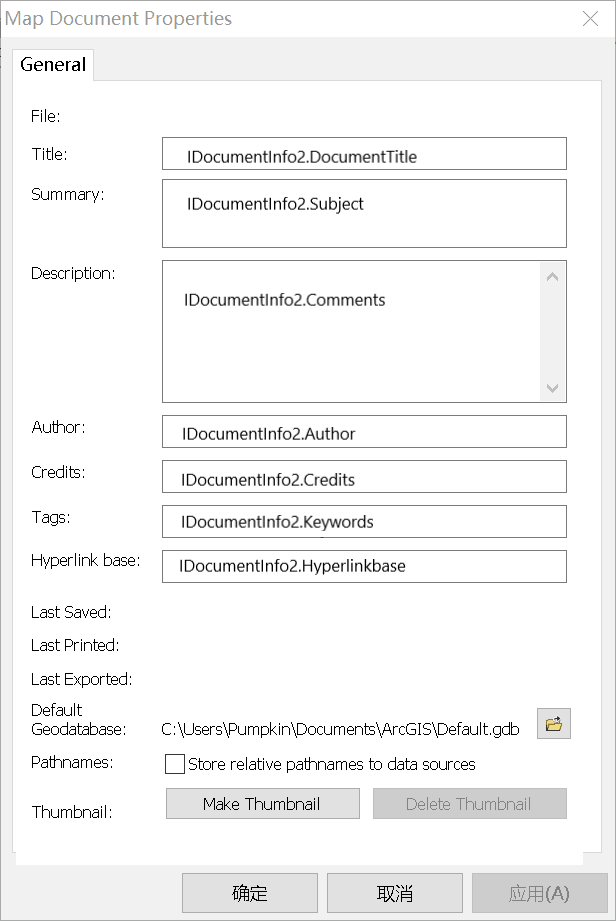 Map Document Properties
General
File:
Title: IDocumentInfo2.DocumentTitle
Summary: IDocumentInfo2.Subject
Description: IDocumentInfo2.Comments
Author: IDocumentInfo2.Author
Credits: IDocumentInfo2.Credits
Tags: IDocumentInfo2.Keywords
Hyperlink base: IDocumentInfo2.Hyperlinkbase
Last Saved:
Last Printed:
Last Exported:
Default
Geodatabase: C:\Users\Pumpkin\Documents\ArcGIS\Default.gdb
Pathnames: Store relative pathnames to data sources
Thumbnail: Make Thumbnail Delete Thumbnail
确定 取消 应用(A)